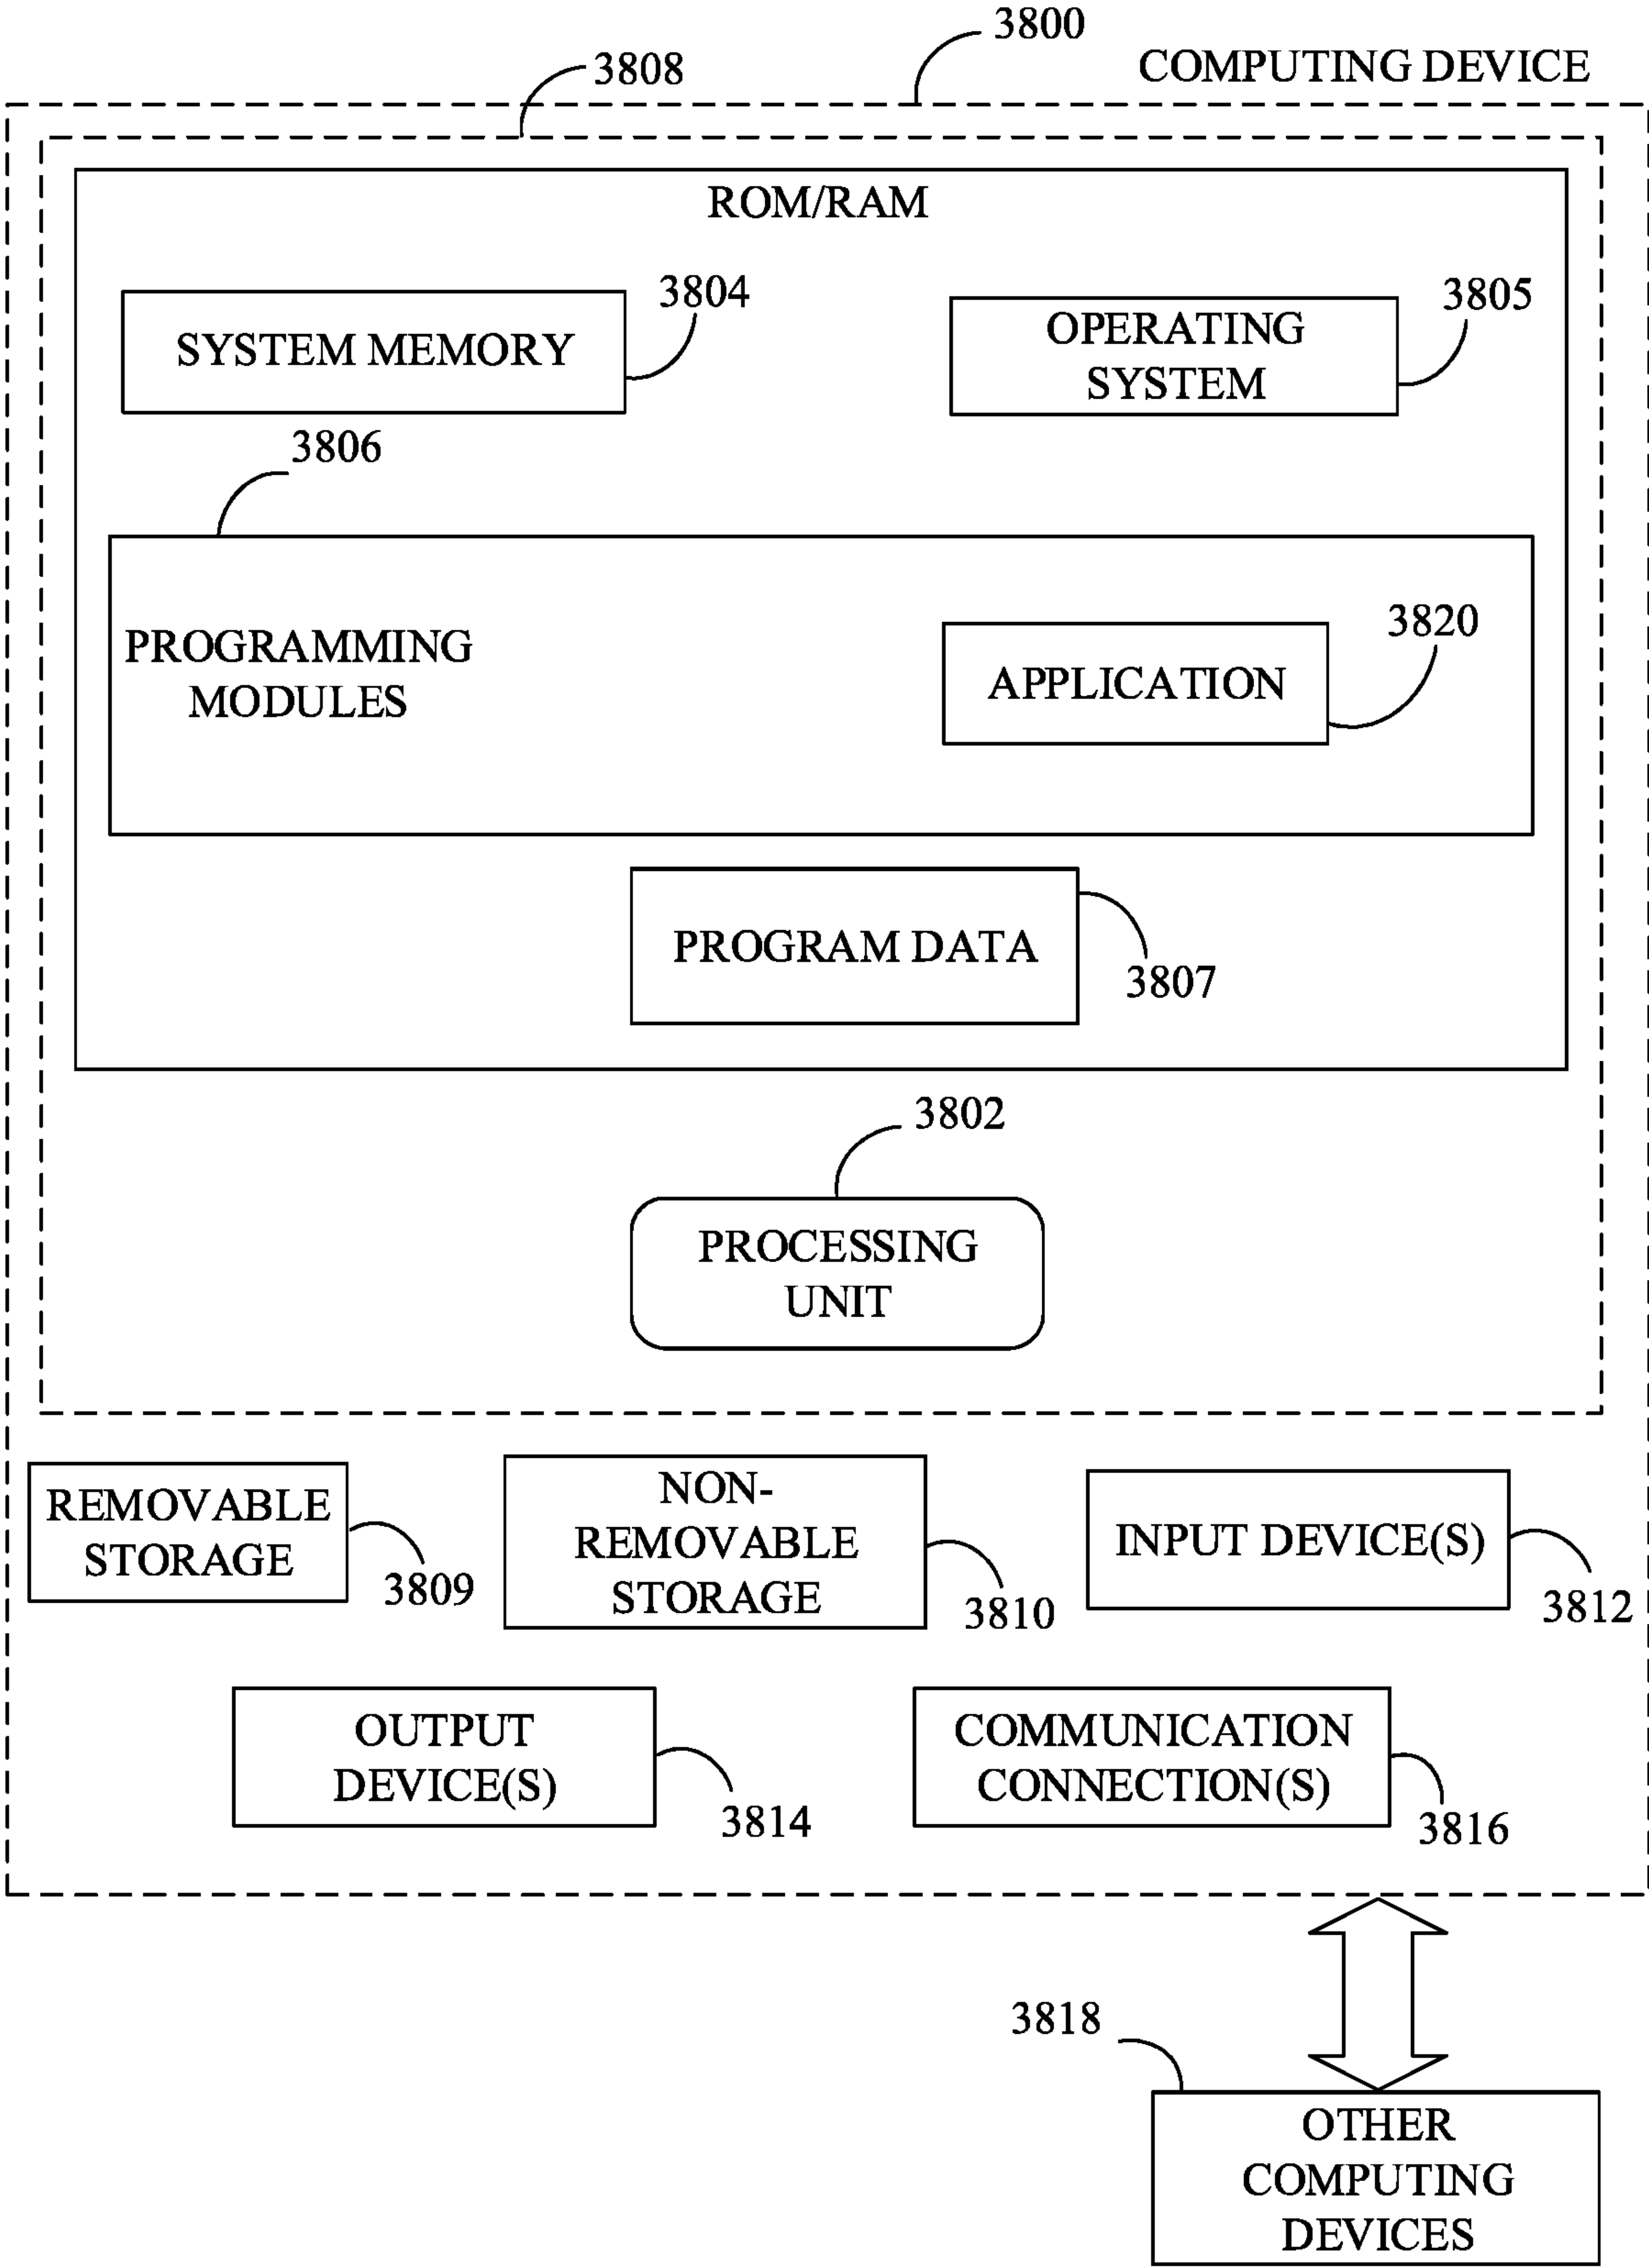 3800
COMPUTING DEVICE
3808
ROM/RAM
3804
SYSTEM MEMORY
3805
OPERATING
SYSTEM
3806
PROGRAMMING
MODULES
3820
APPLICATION
PROGRAM DATA
3807
3802
PROCESSING
UNIT
REMOVABLE
STORAGE
3809
NON-
REMOVABLE
STORAGE
3810
INPUT DEVICE(S)
3812
OUTPUT
DEVICE(S)
3814
COMMUNICATION
CONNECTION(S)
3816
3818
OTHER
COMPUTING
DEVICES